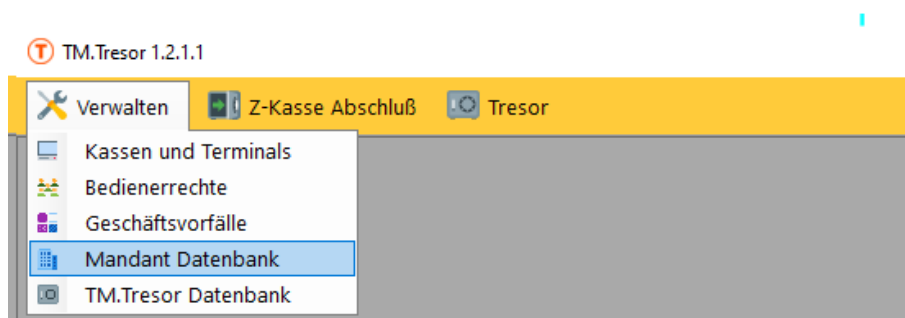 TM.Tresor 1.2.1.1
Verwalten Z-Kasse Abschluß Tresor
Kassen und Terminals
Bedienerrechte
Geschäftsvorfälle
Mandant Datenbank
TM.Tresor Datenbank